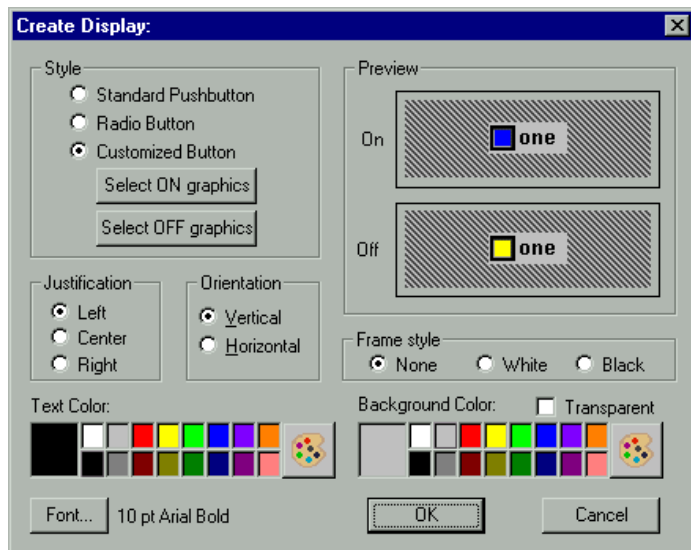 Create Display:
Style
Standard Pushbutton
Radio Button
Customized Button
Select ON graphics
Select OFF graphics
Preview
On
one
Off
one
Justification
Left
Center
Right
Orientation
Vertical
Horizontal
Frame style
None
White
Black
Text Color:
Background Color:
Transparent
Font...
10 pt Arial Bold
OK
Cancel